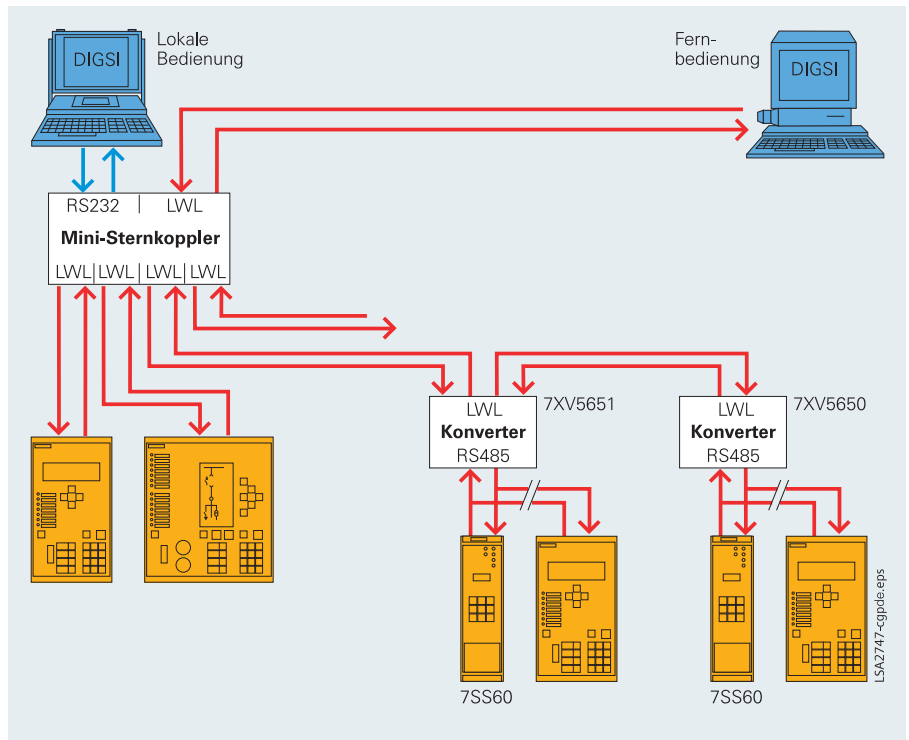 DIGSI
Lokale
Bedienung
Fern-
bedienung
DIGSI
RS232 | LWL
Mini-Sternkoppler
LWL|LWL|LWL|LWL
LWL
Konverter
RS485
7XV5651
LWL
Konverter
RS485
7XV5650
7SS60
7SS60
LSA2747-cgpde.eps